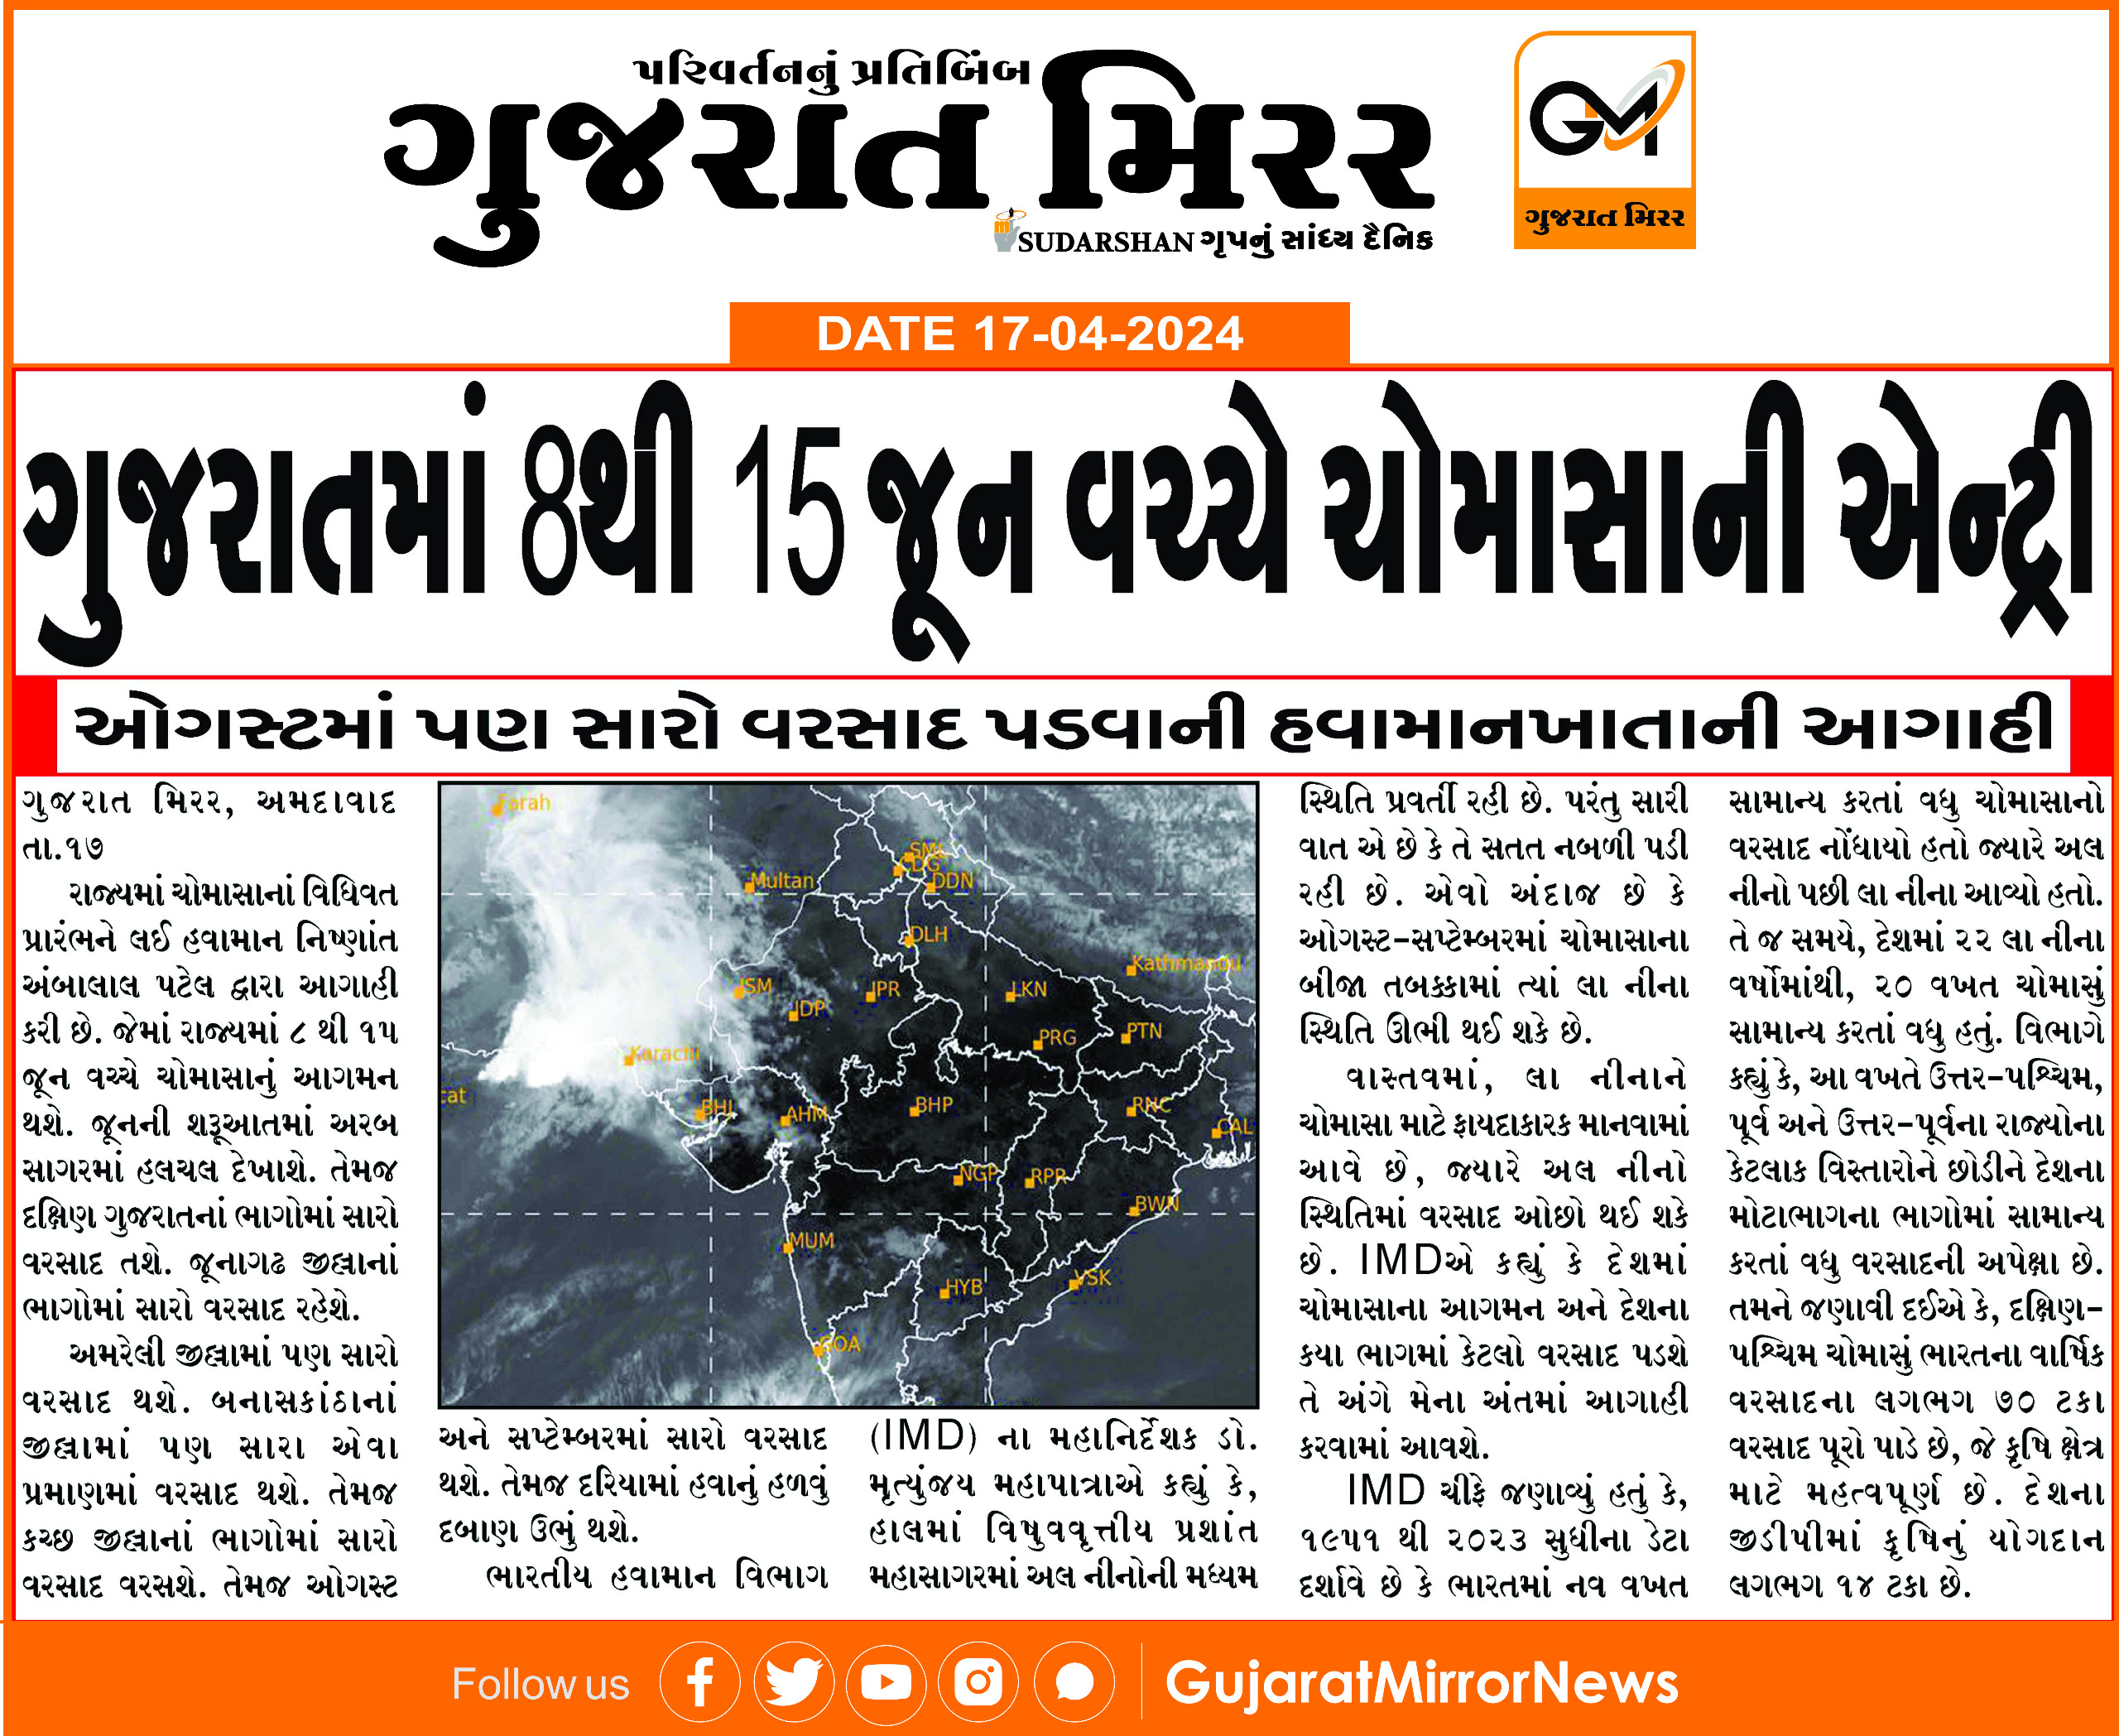 પરિવર્તનનું પ્રતિબિંબ
ગુજરાત મિરર
SUDARSHAN ગૃપનું સાંધ્ય દૈનિક
GM
ગુજરાત મિરર
DATE 17-04-2024
ગુજરાતમાં 8થી 15 જૂન વચ્ચે ચોમાસાની એન્ટ્રી
ઓગસ્ટમાં પણ સારો વરસાદ પડવાની હવામાનખાતાની આગાહી
ગુજરાત મિરર, અમદાવાદ
તા.૧૭
રાજ્યમાં ચોમાસાનાં વિધિવત
પ્રારંભને લઈ હવામાન નિષ્ણાંત
અંબાલાલ પટેલ દ્વારા આગાહી
કરી છે. જેમાં રાજ્યમાં ૮ થી ૧૫
જૂન વચ્ચે ચોમાસાનું આગમન
થશે. જૂનની શરૂઆતમાં અરબ
સાગરમાં હલચલ દેખાશે. તેમજ
દક્ષિણ ગુજરાતનાં ભાગોમાં સારો
વરસાદ તશે. જૂનાગઢ જીલ્લાનાં
ભાગોમાં સારો વરસાદ રહેશે.
અમરેલી જીલ્લામાં પણ સારો
વરસાદ થશે. બનાસકાંઠાનાં
જીલ્લામાં પણ સારા એવા
પ્રમાણમાં વરસાદ થશે. તેમજ
કચ્છ જીલ્લાનાં ભાગોમાં સારો
વરસાદ વરસશે. તેમજ ઓગસ્ટ
Farah
SML
DG
Multan
DDN
DLH
Kathmandu
JSM
JPR
LKN
JDP
PRG
PTN
Karachi
cat
BHJ
AHM
BHP
RNC
CAL
NGP
RPR
BWN
MUM
HYB
VSK
GOA
અને સપ્ટેમ્બરમાં સારો વરસાદ
થશે. તેમજ દરિયામાં હવાનું હળવું
દબાણ ઉભું થશે.
ભારતીય હવામાન વિભાગ
(IMD) ના મહાનિર્દેશક ડો.
મૃત્યુંજય મહાપાત્રાએ કહ્યું કે,
હાલમાં વિષુવવૃત્તીય પ્રશાંત
મહાસાગરમાં અલ નીનોની મધ્યમ
સ્થિતિ પ્રવર્તી રહી છે. પરંતુ સારી
વાત એ છે કે તે સતત નબળી પડી
રહી છે. એવો અંદાજ છે કે
ઓગસ્ટ-સપ્ટેમ્બરમાં ચોમાસાના
બીજા તબક્કામાં ત્યાં લા નીના
સ્થિતિ ઊભી થઈ શકે છે.
વાસ્તવમાં, લા નીનાને
ચોમાસા માટે ફાયદાકારક માનવામાં
આવે છે, જ્યારે અલ નીનો
સ્થિતિમાં વરસાદ ઓછો થઈ શકે
છે. IMDએ કહ્યું કે દેશમાં
ચોમાસાના આગમન અને દેશના
કયા ભાગમાં કેટલો વરસાદ પડશે
તે અંગે મેના અંતમાં આગાહી
કરવામાં આવશે.
IMD ચીફે જણાવ્યું હતું કે,
૧૯૫૧ થી ૨૦૨૩ સુધીના ડેટા
દર્શાવે છે કે ભારતમાં નવ વખત
સામાન્ય કરતાં વધુ ચોમાસાનો
વરસાદ નોંધાયો હતો જ્યારે અલ
નીનો પછી લા નીના આવ્યો હતો.
તે જ સમયે, દેશમાં ૨૨ લા નીના
વર્ષોમાંથી, ૨૦ વખત ચોમાસું
સામાન્ય કરતાં વધુ હતું. વિભાગે
કહ્યું કે, આ વખતે ઉત્તર-પશ્ચિમ,
પૂર્વ અને ઉત્તર-પૂર્વના રાજ્યોના
કેટલાક વિસ્તારોને છોડીને દેશના
મોટાભાગના ભાગોમાં સામાન્ય
કરતાં વધુ વરસાદની અપેક્ષા છે.
તમને જણાવી દઈએ કે, દક્ષિણ-
પશ્ચિમ ચોમાસું ભારતના વાર્ષિક
વરસાદના લગભગ ૭૦ ટકા
વરસાદ પૂરો પાડે છે, જે કૃષિ ક્ષેત્ર
માટે મહત્વપૂર્ણ છે. દેશના
જીડીપીમાં કૃષિનું યોગદાન
લગભગ ૧૪ ટકા છે.
Follow us
GujaratMirrorNews